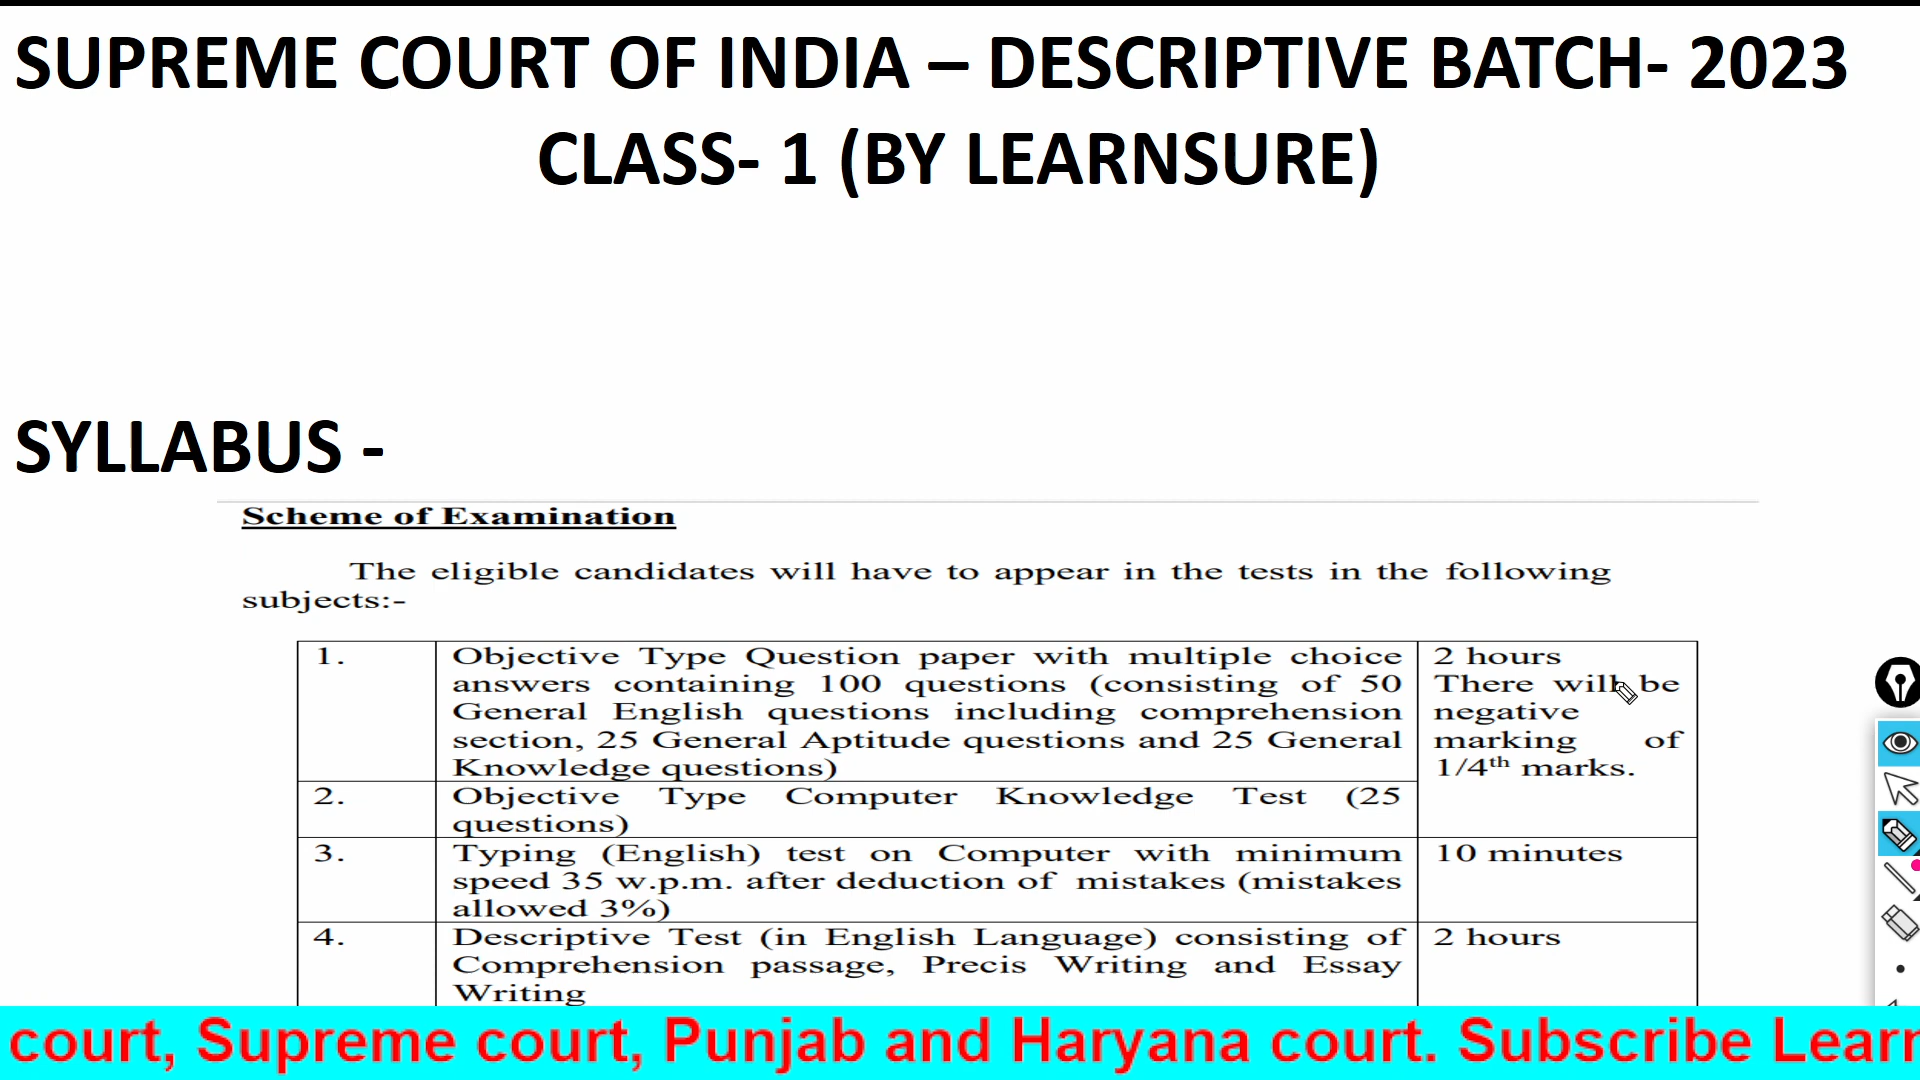 SUPREME COURT OF INDIA – DESCRIPTIVE BATCH- 2023
CLASS- 1 (BY LEARNSURE)
SYLLABUS -
Scheme of Examination
The eligible candidates will have to appear in the tests in the following
subjects:-
1.
Objective Type Question paper with multiple choice
answers containing 100 questions (consisting of 50
General English questions including comprehension
section, 25 General Aptitude questions and 25 General
Knowledge questions)
2 hours
There will be
negative
marking of
1/4th marks.
2.
Objective Type Computer Knowledge Test (25
questions)
3.
Typing (English) test on Computer with minimum
speed 35 w.p.m. after deduction of mistakes (mistakes
allowed 3%)
10 minutes
4.
Descriptive Test (in English Language) consisting of
Comprehension passage, Precis Writing and Essay
Writing
2 hours
court, Supreme court, Punjab and Haryana court. Subscribe Learn